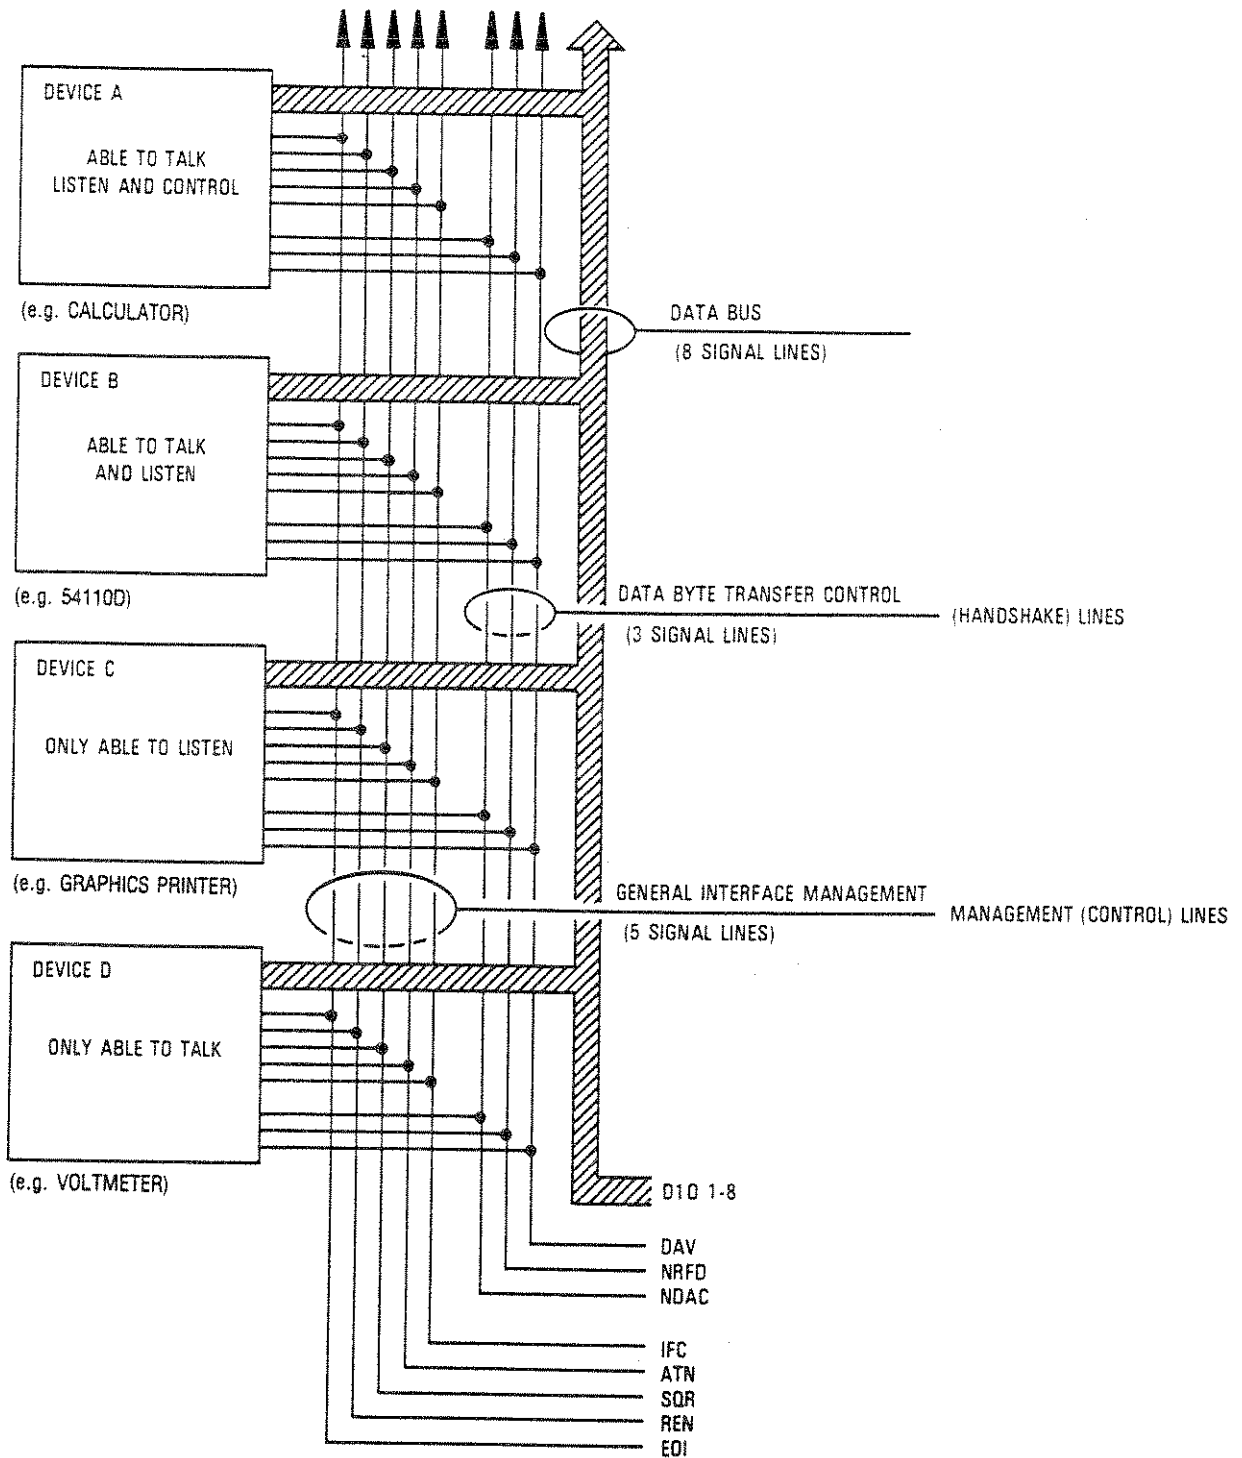 DEVICE A
ABLE TO TALK
LISTEN AND CONTROL
(e.g. CALCULATOR)
DATA BUS
(8 SIGNAL LINES)
DEVICE B
ABLE TO TALK
AND LISTEN
(e.g. 54110D)
DATA BYTE TRANSFER CONTROL
(HANDSHAKE) LINES
(3 SIGNAL LINES)
DEVICE C
ONLY ABLE TO LISTEN
(e.g. GRAPHICS PRINTER)
GENERAL INTERFACE MANAGEMENT
MANAGEMENT (CONTROL) LINES
(5 SIGNAL LINES)
DEVICE D
ONLY ABLE TO TALK
(e.g. VOLTMETER)
D10 1-8
DAV
NRFD
NDAC
IFC
ATN
SQR
REN
EOI